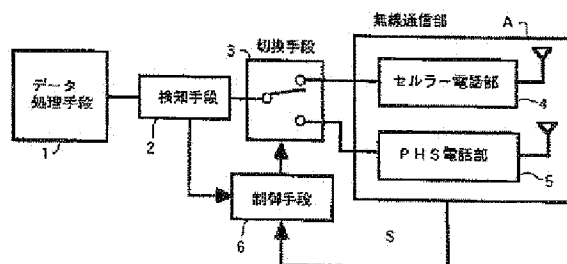 無線通信部
A
3
切換手段
データ
処理手段
1
検知手段
2
セルラー電話部
4
PHS電話部
5
制御手段
6
S